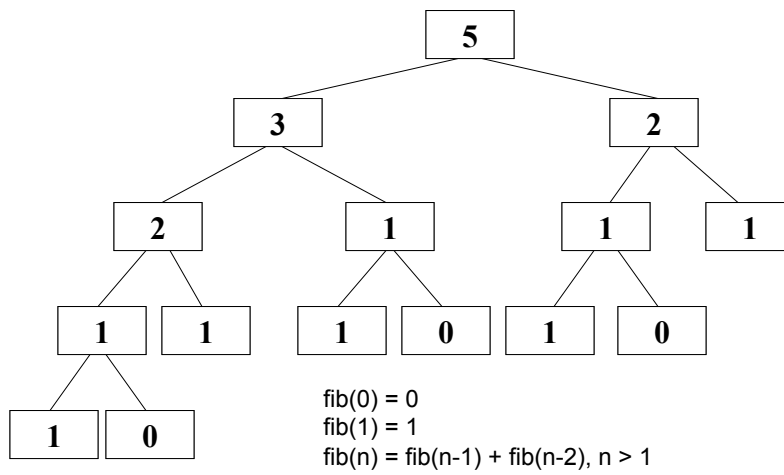 5
3 2
2 1 1 1
1 1 1 0 1 0
1 0
fib(0) = 0
fib(1) = 1
fib(n) = fib(n-1) + fib(n-2), n > 1